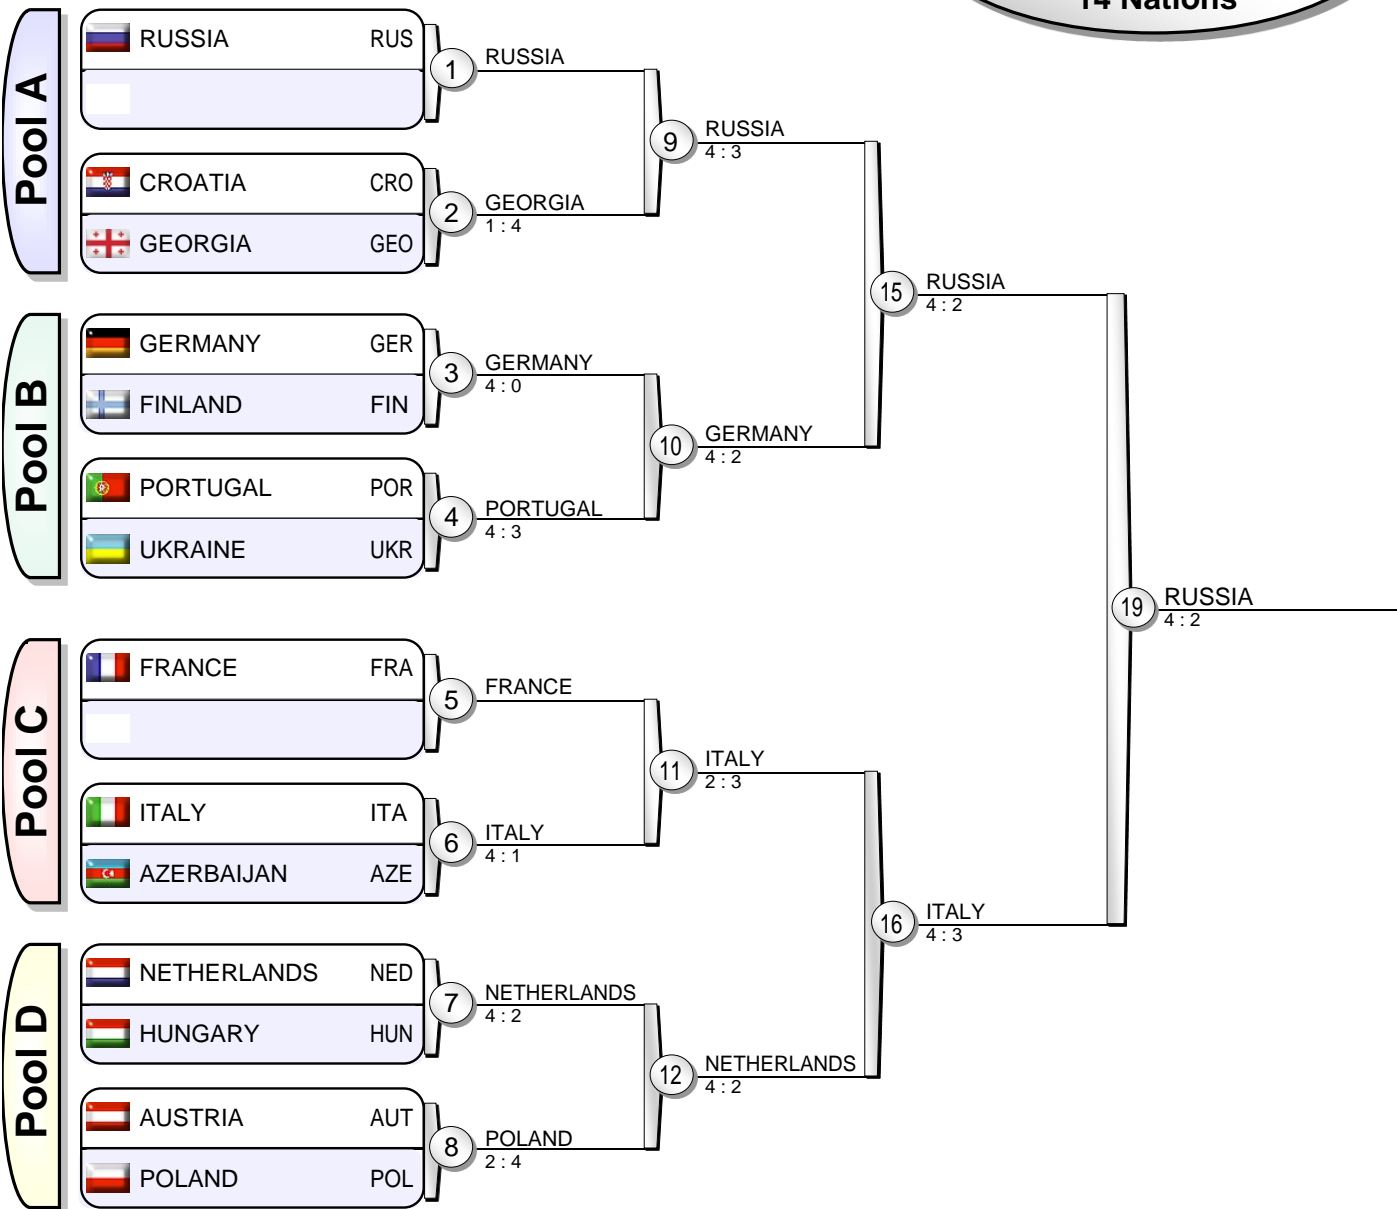 14 Nations
Pool A
RUSSIA RUS
1
RUSSIA
CROATIA CRO
GEORGIA GEO
2
GEORGIA
1 : 4
9
RUSSIA
4 : 3
Pool B
GERMANY GER
FINLAND FIN
3
GERMANY
4 : 0
PORTUGAL POR
UKRAINE UKR
4
PORTUGAL
4 : 3
10
GERMANY
4 : 2
15
RUSSIA
4 : 2
Pool C
FRANCE FRA
5
FRANCE
ITALY ITA
AZERBAIJAN AZE
6
ITALY
4 : 1
11
ITALY
2 : 3
Pool D
NETHERLANDS NED
HUNGARY HUN
7
NETHERLANDS
4 : 2
AUSTRIA AUT
POLAND POL
8
POLAND
2 : 4
12
NETHERLANDS
4 : 2
16
ITALY
4 : 3
19
RUSSIA
4 : 2